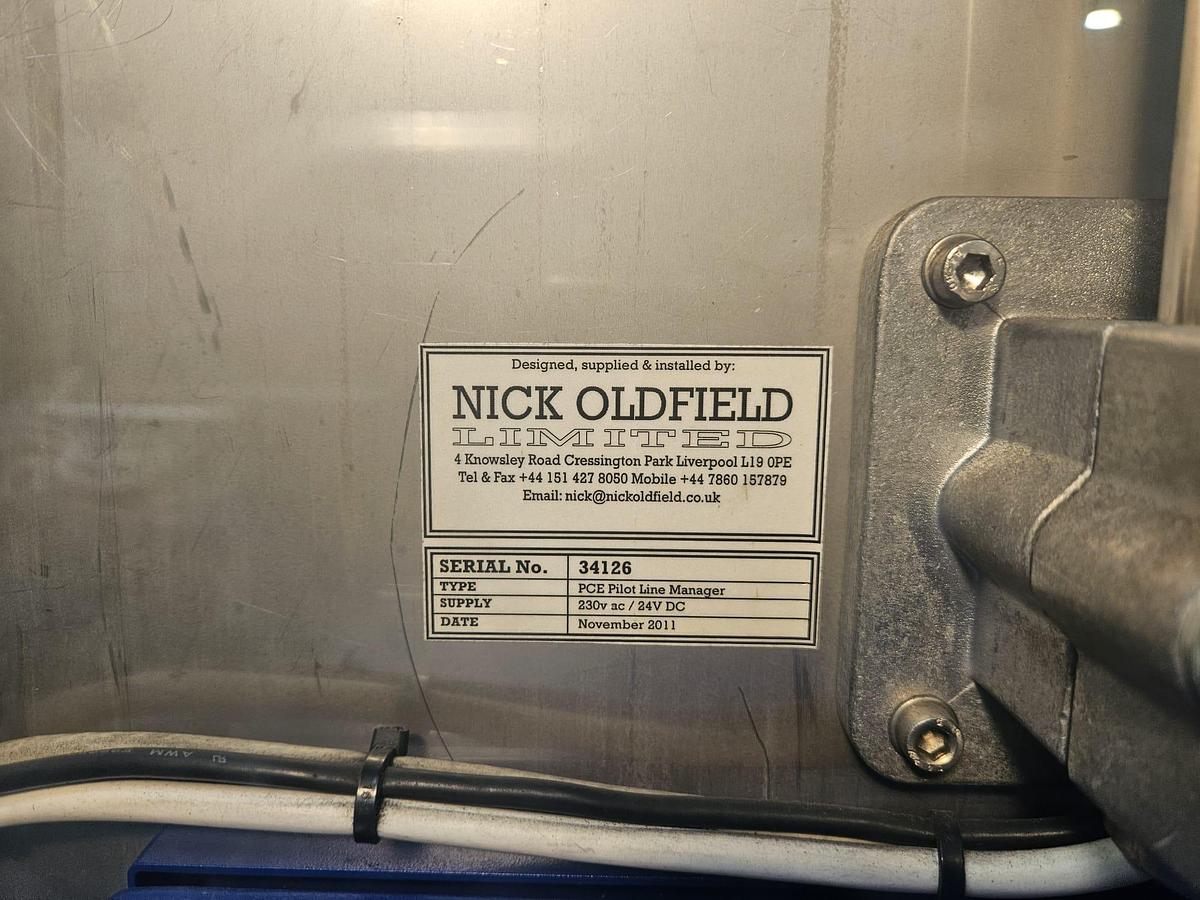 Designed, supplied & installed by:
NICK OLDFIELD
LIMITED
4 Knowsley Road Cressington Park Liverpool L19 0PE
Tel & Fax +44 151 427 8050 Mobile +44 7860 157879
Email: nick@nickoldfield.co.uk
SERIAL No. 34126
TYPE PCE Pilot Line Manager
SUPPLY 230v ac / 24V DC
DATE November 2011
AWM